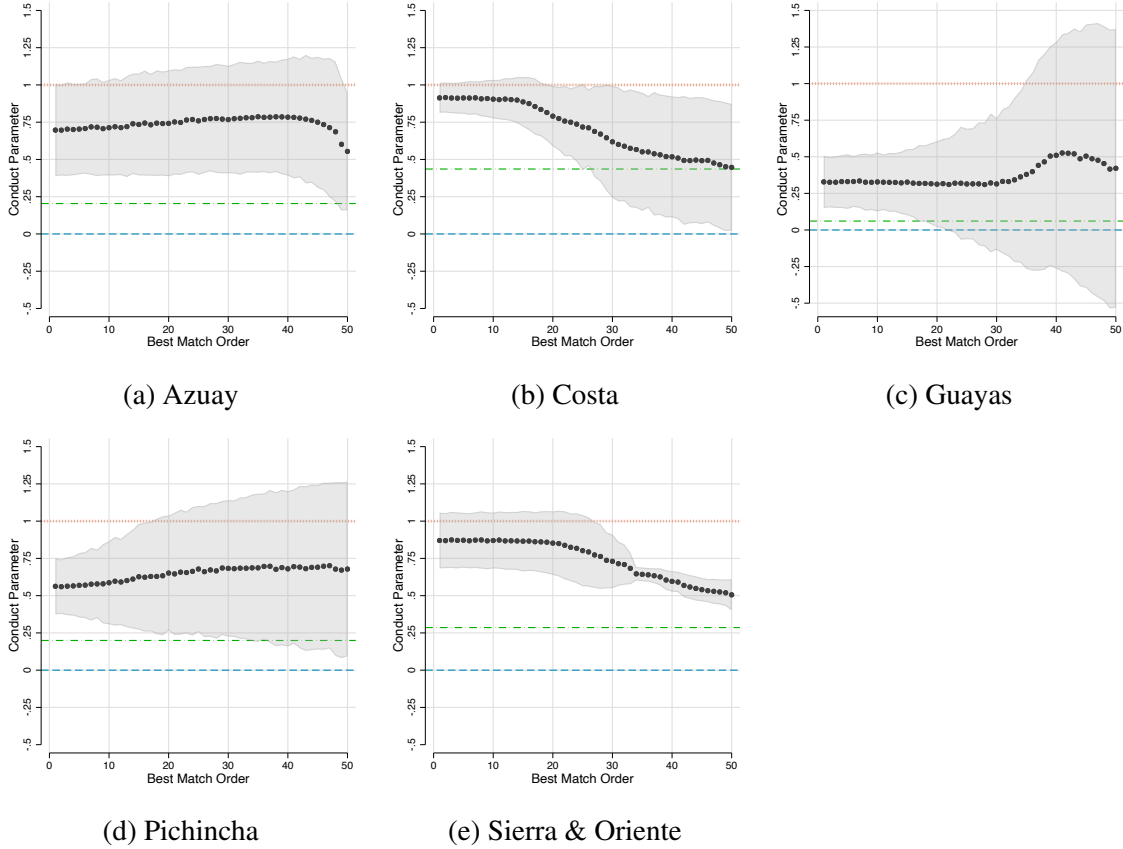 Conduct Parameter
1.5
1.25
1
.75
.5
.25
0
-.25
-.5
0 10 20 30 40 50
Best Match Order
(a) Azuay
Conduct Parameter
1.5
1.25
1
.75
.5
.25
0
-.25
-.5
0 10 20 30 40 50
Best Match Order
(b) Costa
Conduct Parameter
1.5
1.25
1
.75
.5
.25
0
-.25
-.5
0 10 20 30 40 50
Best Match Order
(c) Guayas
Conduct Parameter
1.5
1.25
1
.75
.5
.25
0
-.25
-.5
0 10 20 30 40 50
Best Match Order
(d) Pichincha
Conduct Parameter
1.5
1.25
1
.75
.5
.25
0
-.25
-.5
0 10 20 30 40 50
Best Match Order
(e) Sierra & Oriente